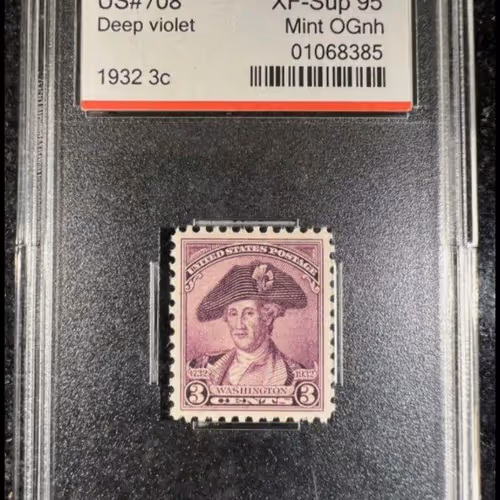 US#708
XF-Sup 95
Deep violet
Mint OGnh
01068385
1932 3c
UNITED STATES POSTAGE
1732
1932
WASHINGTON
3 CENTS 3